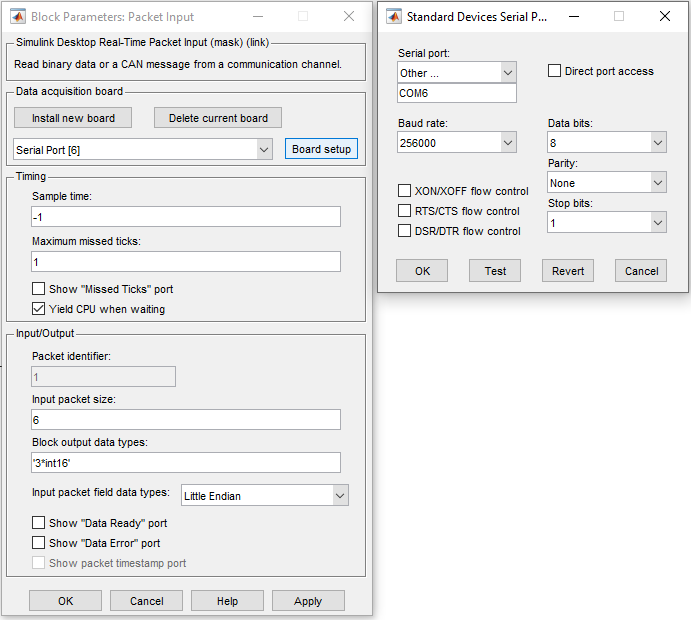 Block Parameters: Packet Input
Simulink Desktop Real-Time Packet Input (mask) (link)
Read binary data or a CAN message from a communication channel.
Data acquisition board
Install new board
Delete current board
Serial Port [6]
Board setup
Timing
Sample time:
-1
Maximum missed ticks:
1
Show "Missed Ticks" port
Yield CPU when waiting
Input/Output
Packet identifier:
1
Input packet size:
6
Block output data types:
'3*int16'
Input packet field data types:
Little Endian
Show "Data Ready" port
Show "Data Error" port
Show packet timestamp port
OK
Cancel
Help
Apply
Standard Devices Serial P...
Serial port:
Other ...
COM6
Direct port access
Baud rate:
256000
Data bits:
8
Parity:
None
Stop bits:
1
XON/XOFF flow control
RTS/CTS flow control
DSR/DTR flow control
OK
Test
Revert
Cancel